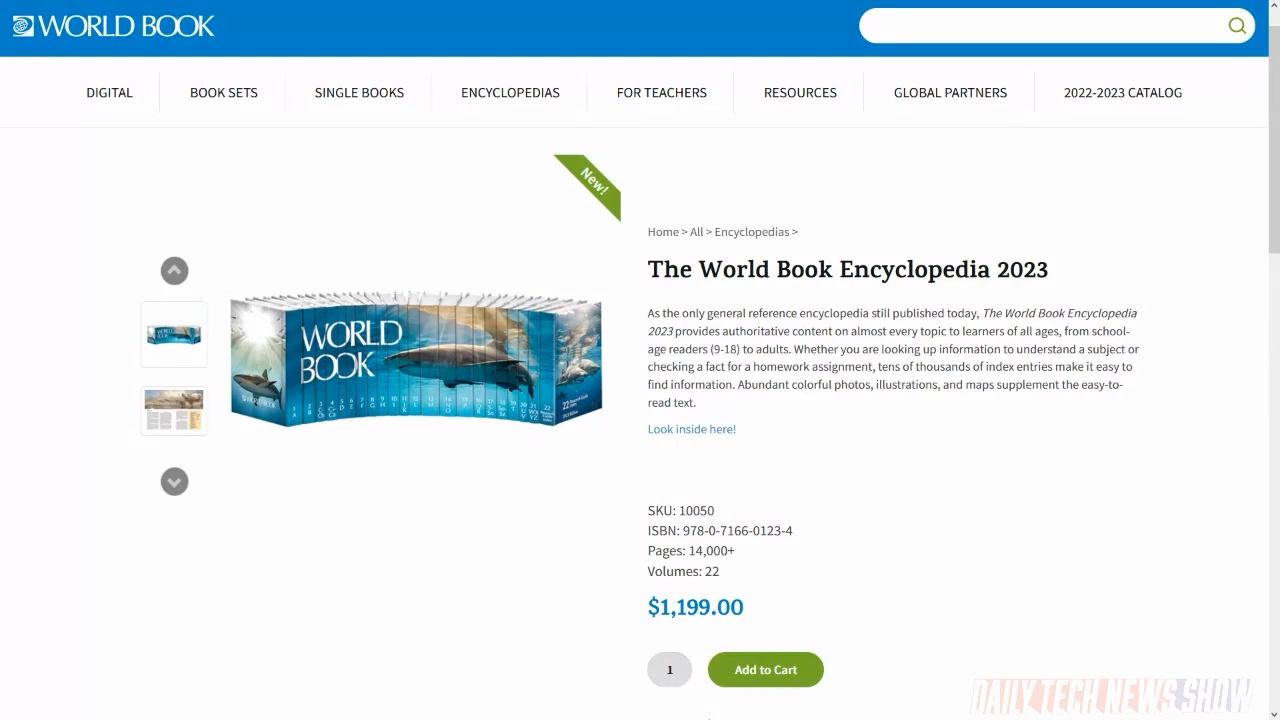 WORLD BOOK
DIGITAL
BOOK SETS
SINGLE BOOKS
ENCYCLOPEDIAS
FOR TEACHERS
RESOURCES
GLOBAL PARTNERS
2022-2023 CATALOG
New!
WORLD
BOOK
Home > All > Encyclopedias >
The World Book Encyclopedia 2023
As the only general reference encyclopedia still published today, The World Book Encyclopedia
2023 provides authoritative content on almost every topic to learners of all ages, from school-
age readers (9-18) to adults. Whether you are looking up information to understand a subject or
checking a fact for a homework assignment, tens of thousands of index entries make it easy to
find information. Abundant colorful photos, illustrations, and maps supplement the easy-to-
read text.
Look inside here!
SKU: 10050
ISBN: 978-0-7166-0123-4
Pages: 14,000+
Volumes: 22
$1,199.00
1
Add to Cart
DAILY TECH NEWS SHOW